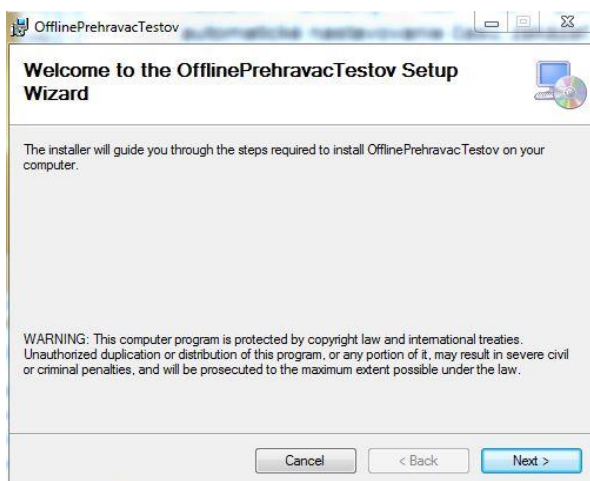 OfflinePrehravacTestov
automatické nastavovanie
Welcome to the OfflinePrehravacTestov Setup
Wizard
The installer will guide you through the steps required to install OfflinePrehravacTestov on your
computer.
WARNING: This computer program is protected by copyright law and international treaties.
Unauthorized duplication or distribution of this program, or any portion of it, may result in severe civil
or criminal penalties, and will be prosecuted to the maximum extent possible under the law.
Cancel
< Back
Next >